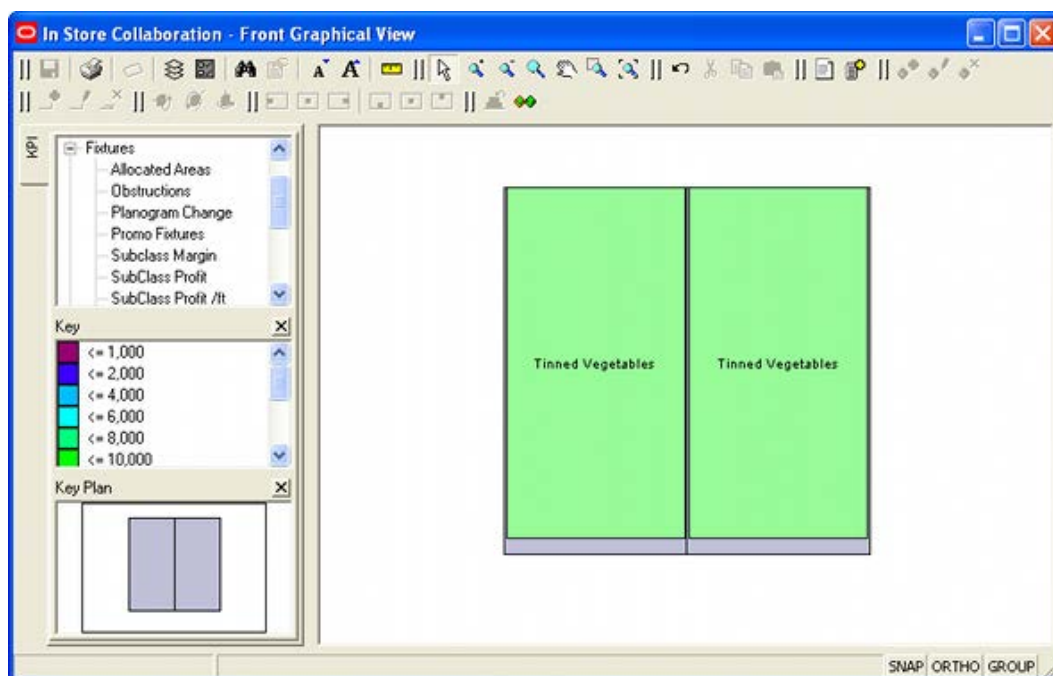 In Store Collaboration - Front Graphical View
A A
KPI
Fixtures
Allocated Areas
Obstructions
Planogram Change
Promo Fixtures
Subclass Margin
SubClass Profit
SubClass Profit /ft
Key
<= 1,000
<= 2,000
<= 4,000
<= 6,000
<= 8,000
<= 10,000
Key Plan
Tinned Vegetables Tinned Vegetables
SNAP ORTHO GROUP